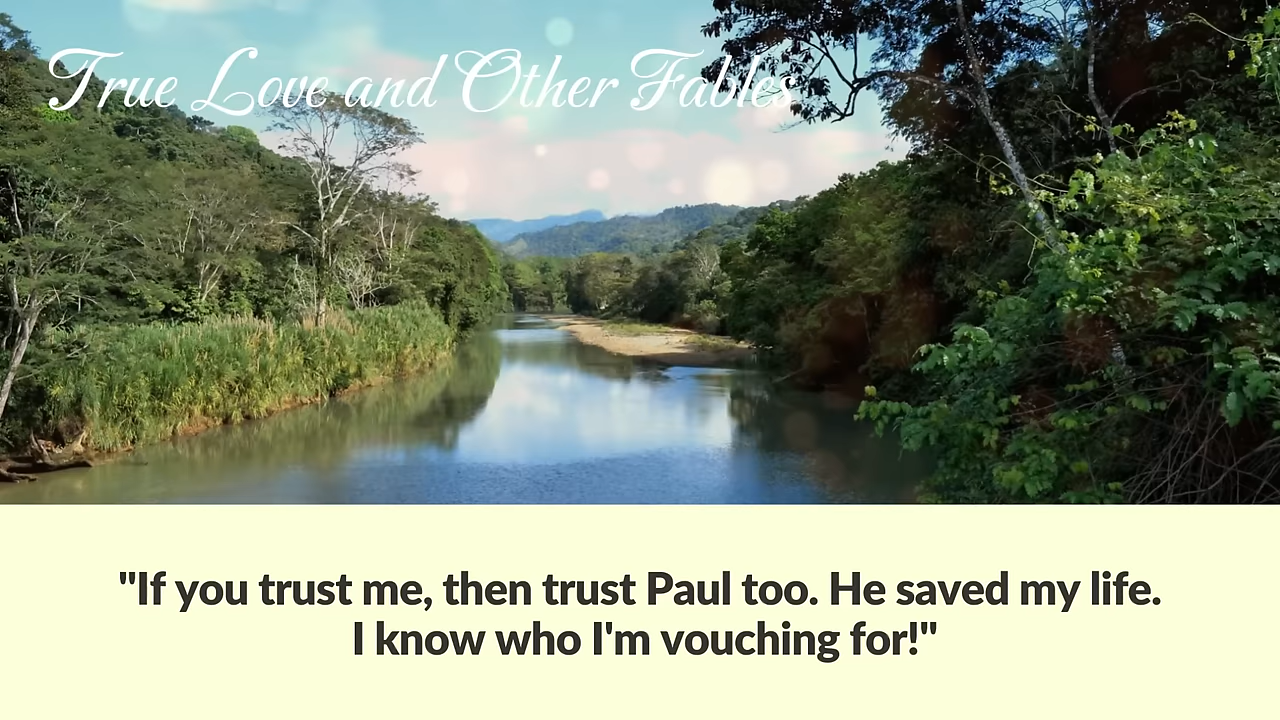 True Love and Other Fables
"If you trust me, then trust Paul too. He saved my life.
I know who I'm vouching for!"